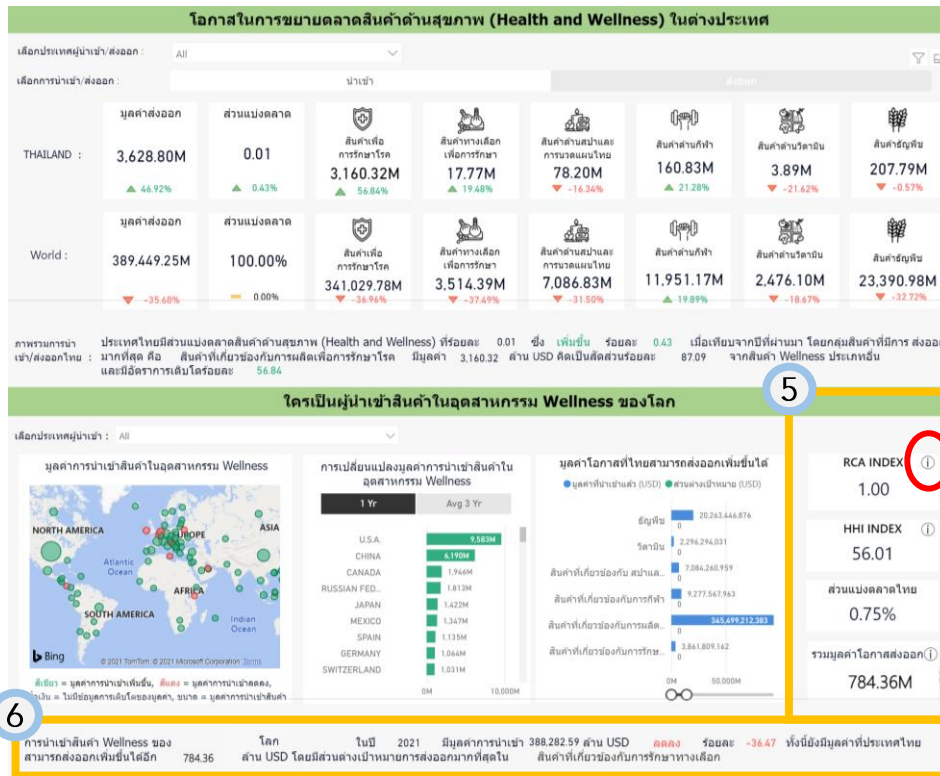 โอกาสในการขยายตลาดสินค้าด้านสุขภาพ (Health and Wellness) ในต่างประเทศ
เลือกประเทศผู้นำเข้า/ส่งออก : All
เลือกการนำเข้า/ส่งออก : นำเข้า ส่งออก
THAILAND :
มูลค่าส่งออก
3,628.80M
46.92%
ส่วนแบ่งตลาด
0.01
0.43%
สินค้าเพื่อ
การรักษาโรค
3,160.32M
56.84%
สินค้าทางเลือก
เพื่อการรักษา
17.77M
19.48%
สินค้าด้านสปาและ
การนวดแผนไทย
78.20M
-16.34%
สินค้าด้านกีฬา
160.83M
21.28%
สินค้าด้านวิตามิน
3.89M
-21.62%
สินค้าธัญพืช
207.79M
-0.57%
World :
มูลค่าส่งออก
389,449.25M
-35.68%
ส่วนแบ่งตลาด
100.00%
0.00%
สินค้าเพื่อ
การรักษาโรค
341,029.78M
-36.96%
สินค้าทางเลือก
เพื่อการรักษา
3,514.39M
-37.49%
สินค้าด้านสปาและ
การนวดแผนไทย
7,086.83M
-31.50%
สินค้าด้านกีฬา
11,951.17M
19.89%
สินค้าด้านวิตามิน
2,476.10M
-18.67%
สินค้าธัญพืช
23,390.98M
-32.72%
ภาพรวมการนำ ประเทศไทยมีส่วนแบ่งตลาดสินค้าด้านสุขภาพ (Health and Wellness) ที่ร้อยละ 0.01 ซึ่ง เพิ่มขึ้น ร้อยละ 0.43 เมื่อเทียบจากปีที่ผ่านมา โดยกลุ่มสินค้าที่มีการ ส่งออ
เข้า/ส่งออกไทย : มากที่สุด คือ สินค้าที่เกี่ยวข้องกับการผลิตเพื่อการรักษาโรค มีมูลค่า 3,160.32 ล้าน USD คิดเป็นสัดส่วนร้อยละ 87.09 จากสินค้า Wellness ประเภทอื่น
และมีอัตราการเติบโตร้อยละ 56.84
ใครเป็นผู้นำเข้าสินค้าในอุตสาหกรรม Wellness ของโลก
5
เลือกประเทศผู้นำเข้า : All
มูลค่าการนำเข้าสินค้าในอุตสาหกรรม Wellness
NORTH AMERICA
EUROPE
ASIA
Atlantic
Ocean
AFRICA
SOUTH AMERICA
Indian
Ocean
Bing
© 2021 TomTom, © 2021 Microsoft Corporation Terms
สีเขียว = มูลค่าการนำเข้าเพิ่มขึ้น, สีแดง = มูลค่าการนำเข้าลดลง,
= ไม่มีข้อมูลการเติบโตของมูลค่า, ขนาด = มูลค่าการนำเข้าสินค้า
การเปลี่ยนแปลงมูลค่าการนำเข้าสินค้าใน
อุตสาหกรรม Wellness
1 Yr Avg 3 Yr
U.S.A. 9,583M
CHINA 6,190M
CANADA 1,946M
RUSSIAN FED... 1,813M
JAPAN 1,422M
MEXICO 1,347M
SPAIN 1,135M
GERMANY 1,064M
SWITZERLAND 1,031M
0M 10,000M
มูลค่าโอกาสที่ไทยสามารถส่งออกเพิ่มขึ้นได้
มูลค่าที่นำเข้าแล้ว (USD) ส่วนต่างเป้าหมาย (USD)
ธัญพืช 20,263,446,876
0
วิตามิน 2,296,294,031
0
สินค้าที่เกี่ยวข้องกับ สปาแล... 7,084,260,959
0
สินค้าที่เกี่ยวข้องกับการกีฬา 9,277,567,963
0
สินค้าที่เกี่ยวข้องกับการผลิต... 345,499,212,383
0
สินค้าที่เกี่ยวข้องกับการรักษ... 3,861,809,162
0
0M 50,000M
RCA INDEX
1.00
HHI INDEX
56.01
ส่วนแบ่งตลาดไทย
0.75%
รวมมูลค่าโอกาสส่งออก
784.36M
6
การนำเข้าสินค้า Wellness ของ โลก ในปี 2021 มีมูลค่าการนำเข้า 388,282.59 ล้าน USD ลดลง ร้อยละ -36.47 ทั้งนี้ยังมีมูลค่าที่ประเทศไทย
สามารถส่งออกเพิ่มขึ้นได้อีก 784.36 ล้าน USD โดยมีส่วนต่างเป้าหมายการส่งออกมากที่สุดใน สินค้าที่เกี่ยวข้องกับการรักษาทางเลือก